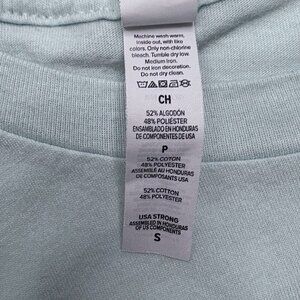 Machine wash warm,
inside out, with like
colors. Only non-chlorine
bleach. Tumble dry low.
Medium iron.
Do not iron decoration.
Do not dry clean.
CH
52% ALGODÓN
48% POLIÉSTER
ENSAMBLADO EN HONDURAS
DE COMPONENTES DE USA
P
52% COTON
48% POLYESTER
ASSEMBLÉ AU HONDURAS
DE COMPOSANTS USA
52% COTTON
48% POLYESTER
USA STRONG
ASSEMBLED IN HONDURAS
OF US COMPONENTS
S